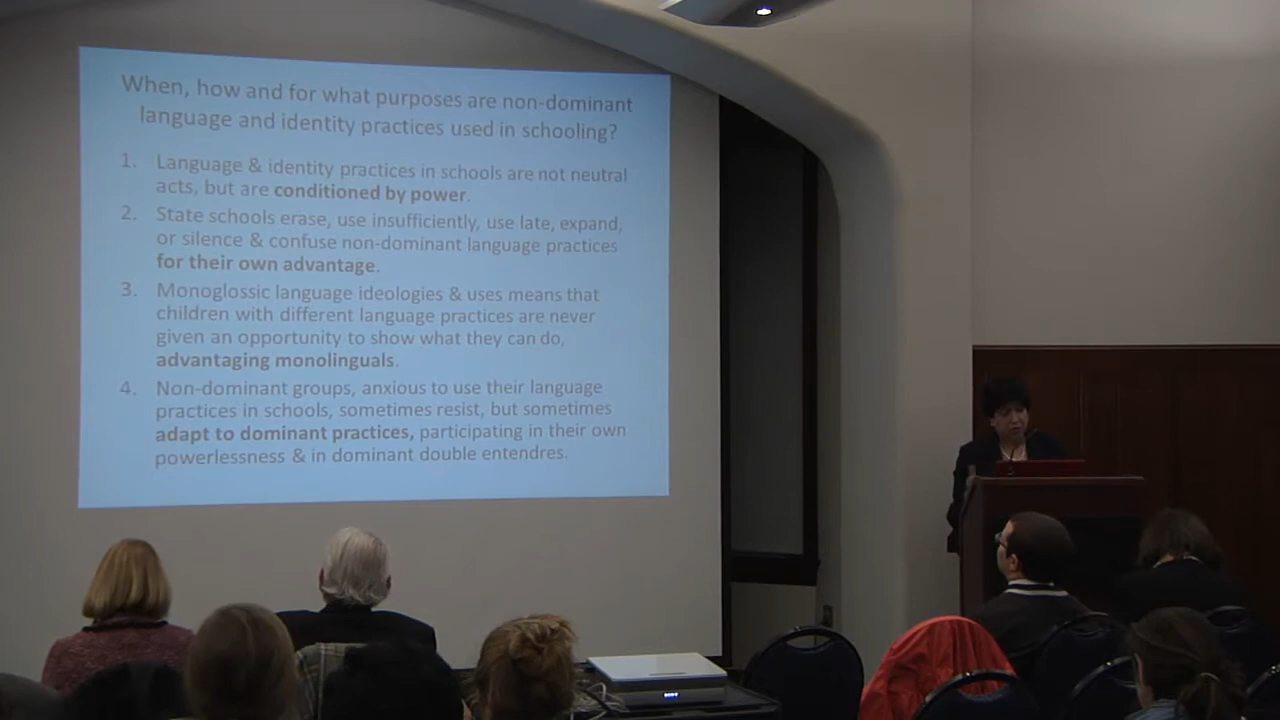 When, how and for what purposes are non-dominant
language and identity practices used in schooling?
1. Language & identity practices in schools are not neutral
acts, but are conditioned by power.
2. State schools erase, use insufficiently, use late, expand,
or silence & confuse non-dominant language practices
for their own advantage.
3. Monoglossic language ideologies & uses means that
children with different language practices are never
given an opportunity to show what they can do,
advantaging monolinguals.
4. Non-dominant groups, anxious to use their language
practices in schools, sometimes resist, but sometimes
adapt to dominant practices, participating in their own
powerlessness & in dominant double entendres.